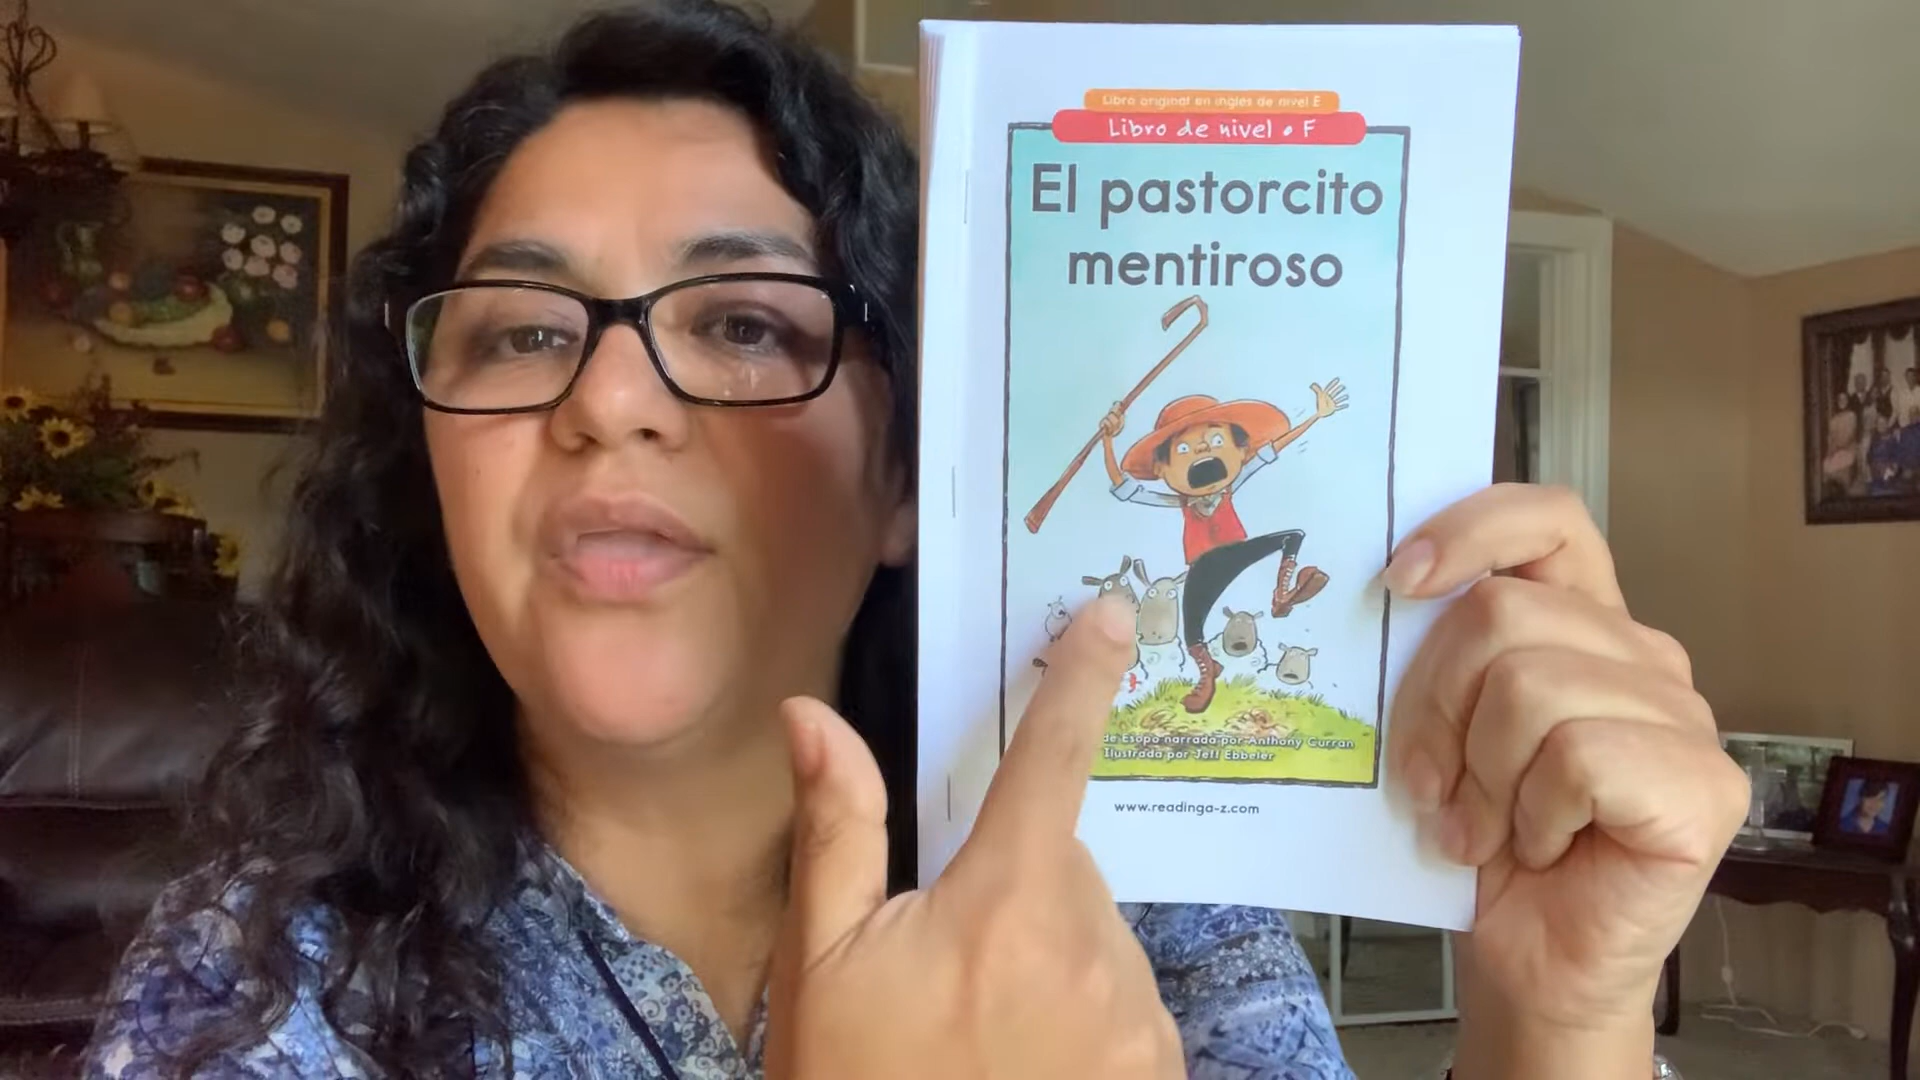 Libro original en inglés de nivel E
Libro de nivel • F
El pastorcito
mentiroso
de Esopo narrada por Anthony Curran
Ilustrada por Jeff Ebbeler
www.readinga-z.com